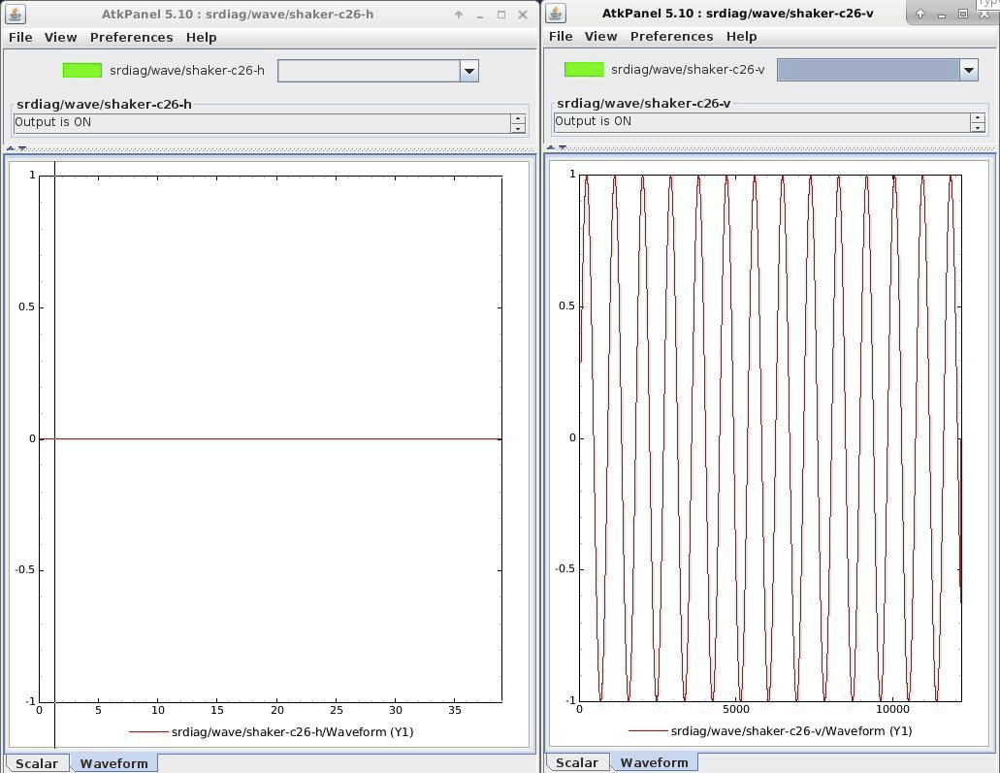 AtkPanel 5.10 : srdiag/wave/shaker-c26-h
File View Preferences Help
srdiag/wave/shaker-c26-h
srdiag/wave/shaker-c26-h
Output is ON
1
0.5
0
-0.5
-1
0 5 10 15 20 25 30 35
srdiag/wave/shaker-c26-h/Waveform (Y1)
Scalar Waveform
AtkPanel 5.10 : srdiag/wave/shaker-c26-v
File View Preferences Help
srdiag/wave/shaker-c26-v
srdiag/wave/shaker-c26-v
Output is ON
1
0.5
0
-0.5
-1
0 5000 10000
srdiag/wave/shaker-c26-v/Waveform (Y1)
Scalar Waveform